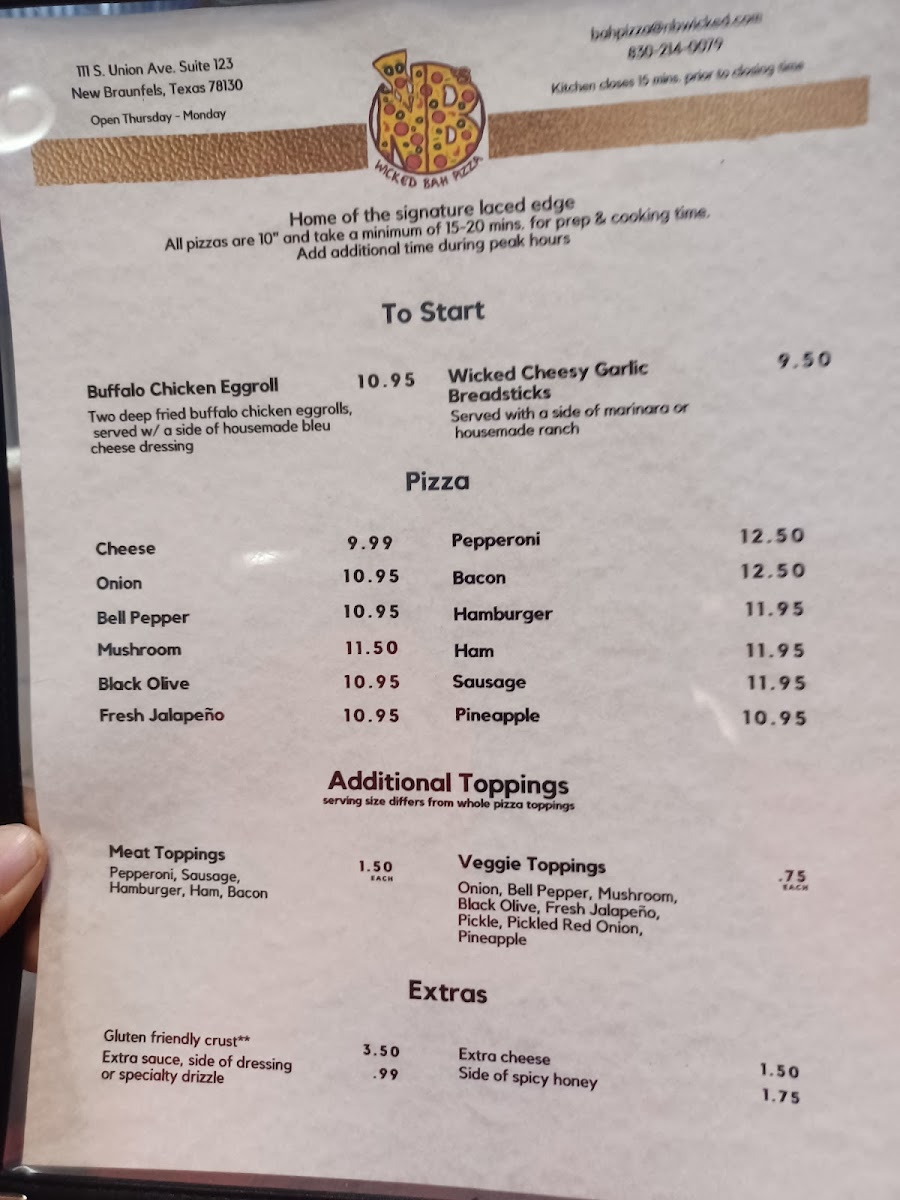 111 S. Union Ave. Suite 123
New Braunfels, Texas 78130
Open Thursday - Monday
830-214-0079
Kitchen closes 15 mins. prior to closing time
NB's
WICKED BAH PIZZA
Home of the signature laced edge
All pizzas are 10" and take a minimum of 15-20 mins. for prep & cooking time.
Add additional time during peak hours
To Start
Buffalo Chicken Eggroll 10.95
Two deep fried buffalo chicken eggrolls,
served w/ a side of housemade bleu
cheese dressing
Wicked Cheesy Garlic 9.50
Breadsticks
Served with a side of marinara or
housemade ranch
Pizza
Cheese 9.99
Onion 10.95
Bell Pepper 10.95
Mushroom 11.50
Black Olive 10.95
Fresh Jalapeño 10.95
Pepperoni 12.50
Bacon 12.50
Hamburger 11.95
Ham 11.95
Sausage 11.95
Pineapple 10.95
Additional Toppings
serving size differs from whole pizza toppings
Meat Toppings 1.50
EACH
Pepperoni, Sausage,
Hamburger, Ham, Bacon
Veggie Toppings .75
EACH
Onion, Bell Pepper, Mushroom,
Black Olive, Fresh Jalapeño,
Pickle, Pickled Red Onion,
Pineapple
Extras
Gluten friendly crust** 3.50
Extra sauce, side of dressing .99
or specialty drizzle
Extra cheese 1.50
Side of spicy honey 1.75